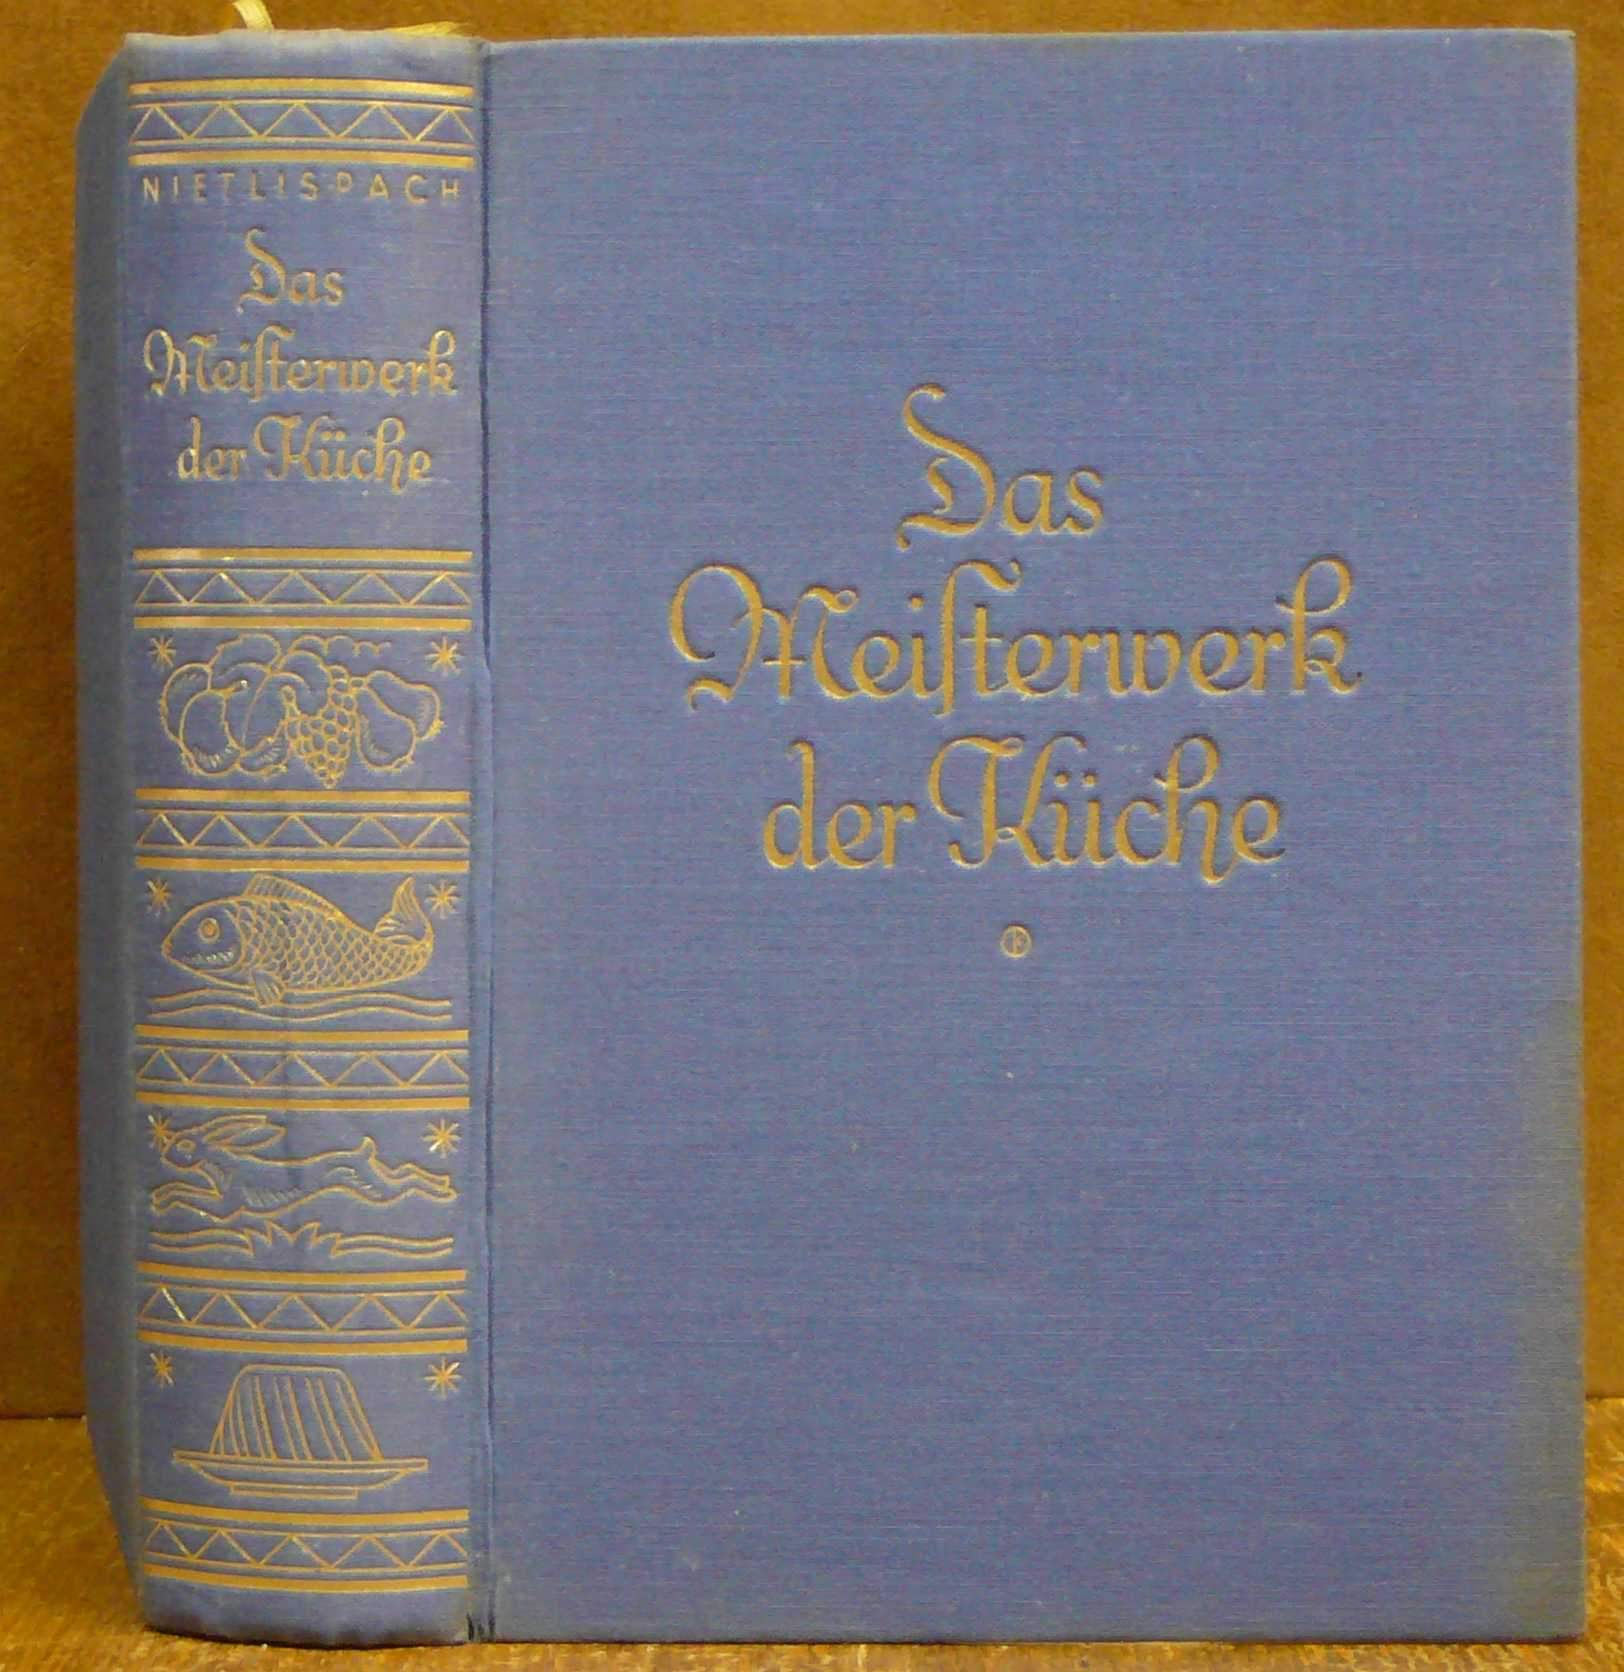 NIETLISPACH
Das
Meiſterwerk
der Küche
Das
Meiſterwerk
der Küche